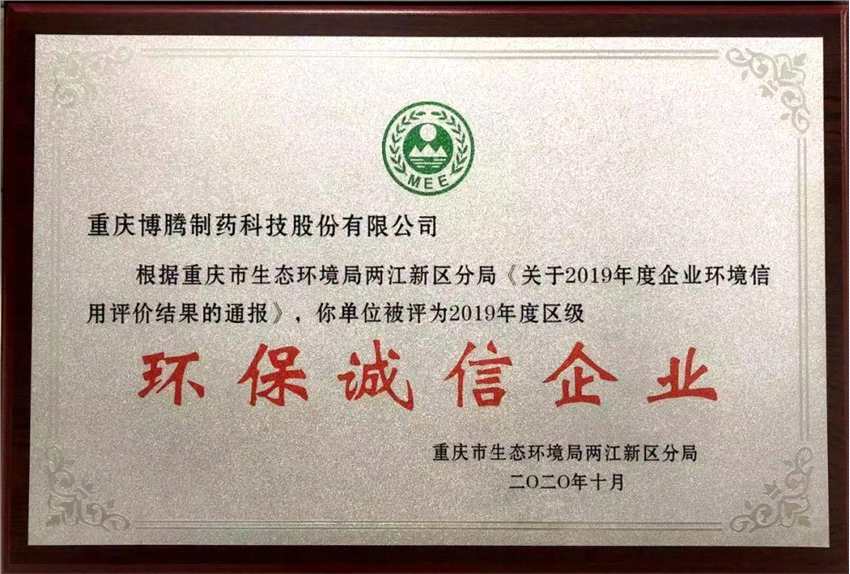 MEE
重庆博腾制药科技股份有限公司
根据重庆市生态环境局两江新区分局《关于2019年度企业环境信
用评价结果的通报》，你单位被评为2019年度区级
环保诚信企业
重庆市生态环境局两江新区分局
二〇二〇年十月